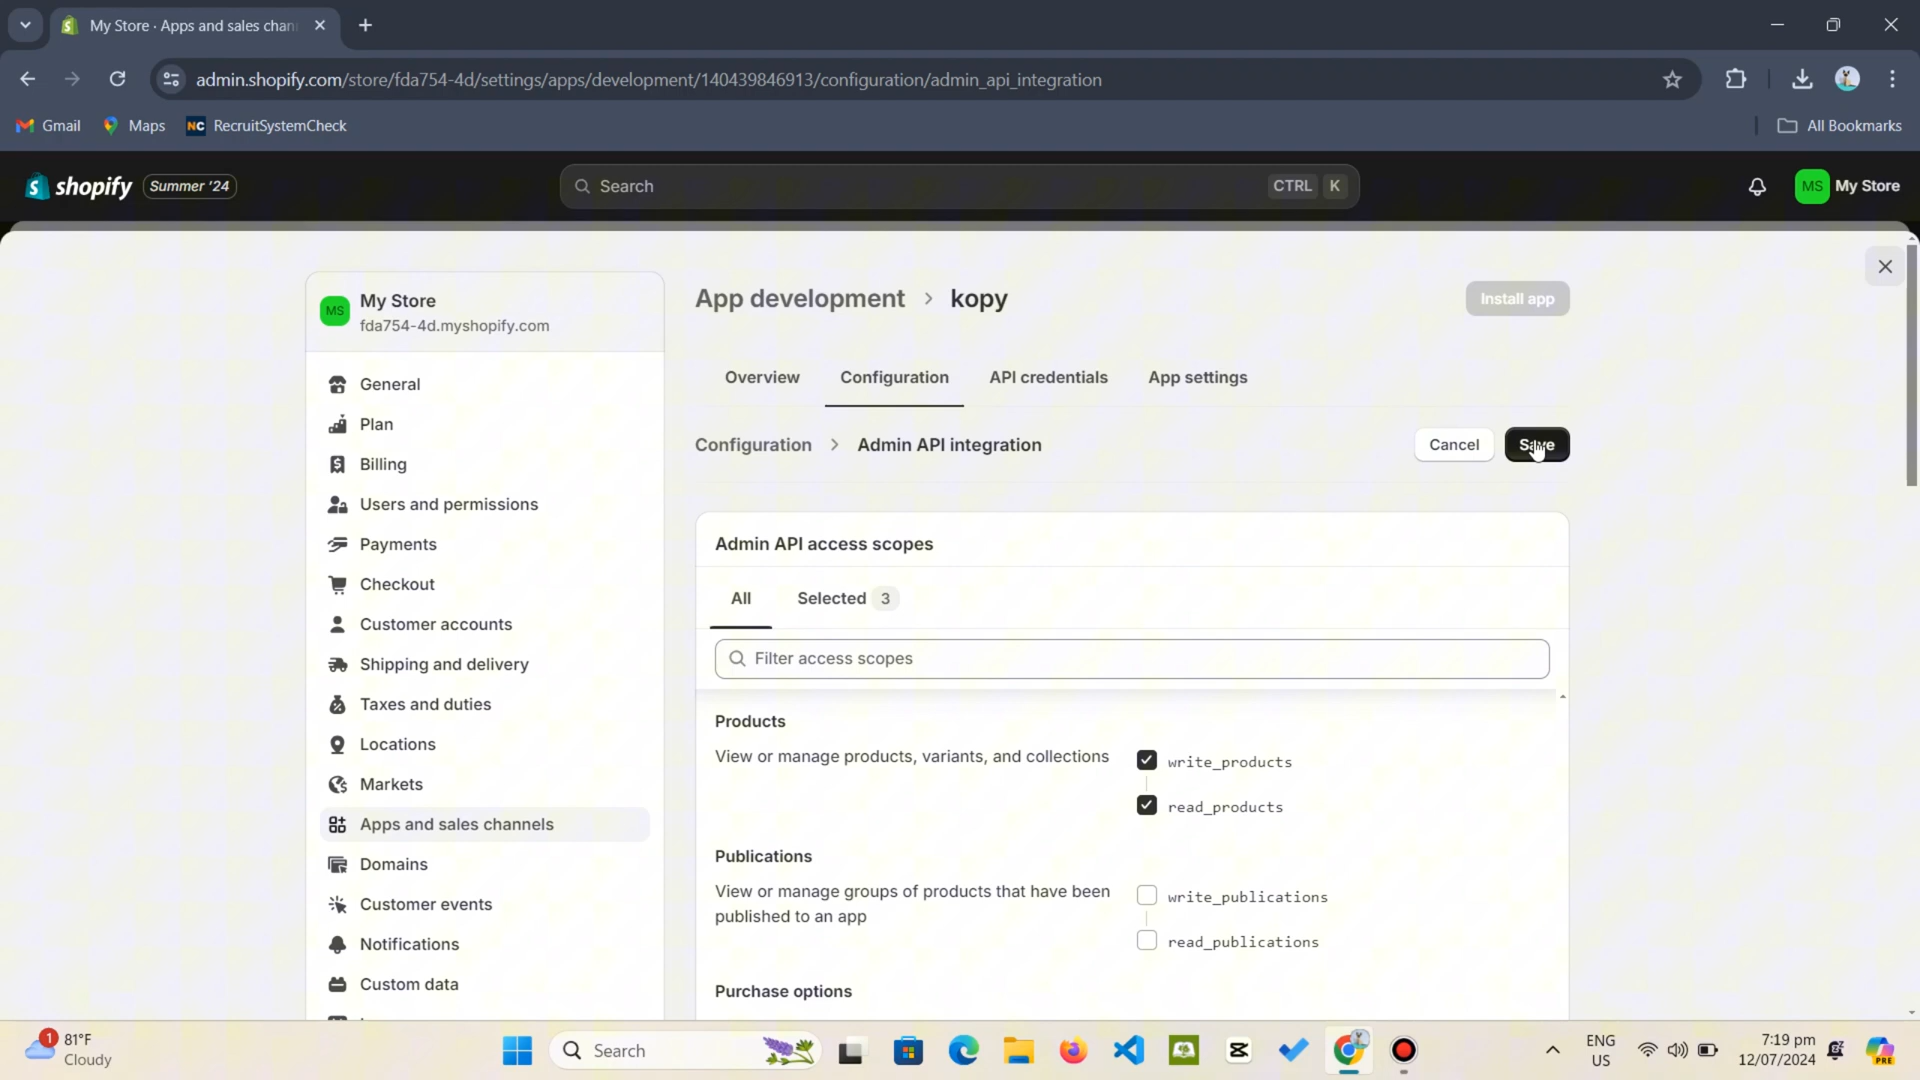 My Store · Apps and sales chan
admin.shopify.com/store/fda754-4d/settings/apps/development/140439846913/configuration/admin_api_integration
Gmail
Maps
NC RecruitSystemCheck
All Bookmarks
shopify
Summer '24
Search
CTRL K
MS My Store
MS My Store
fda754-4d.myshopify.com
General
Plan
Billing
Users and permissions
Payments
Checkout
Customer accounts
Shipping and delivery
Taxes and duties
Locations
Markets
Apps and sales channels
Domains
Customer events
Notifications
Custom data
App development > kopy
Install app
Overview
Configuration
API credentials
App settings
Configuration > Admin API integration
Cancel
Save
Admin API access scopes
All
Selected 3
Filter access scopes
Products
View or manage products, variants, and collections
write_products
read_products
Publications
View or manage groups of products that have been
published to an app
write_publications
read_publications
Purchase options
1
81°F
Cloudy
Search
ENG
US
7:19 pm
12/07/2024
PRE